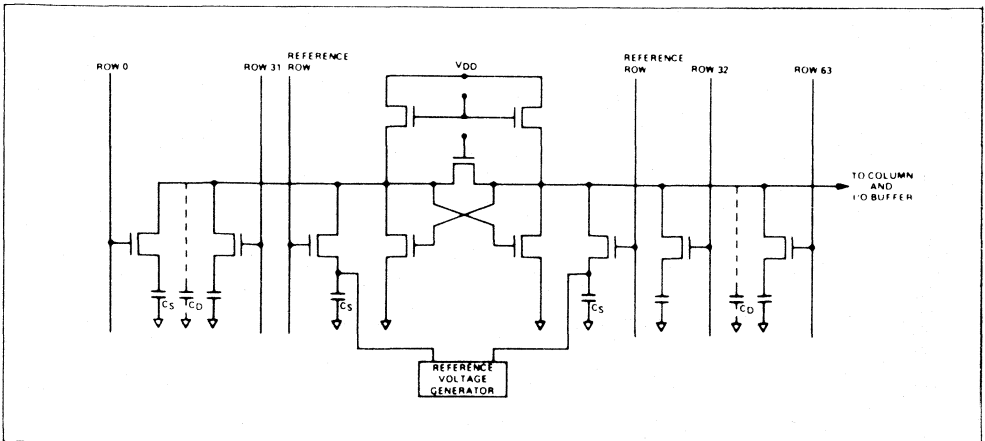 ROW 0
ROW 31
REFERENCE
ROW
VDD
REFERENCE
ROW
ROW 32
ROW 63
TO COLUMN
AND
I/O BUFFER
CS
CD
CS
CS
CD
REFERENCE
VOLTAGE
GENERATOR